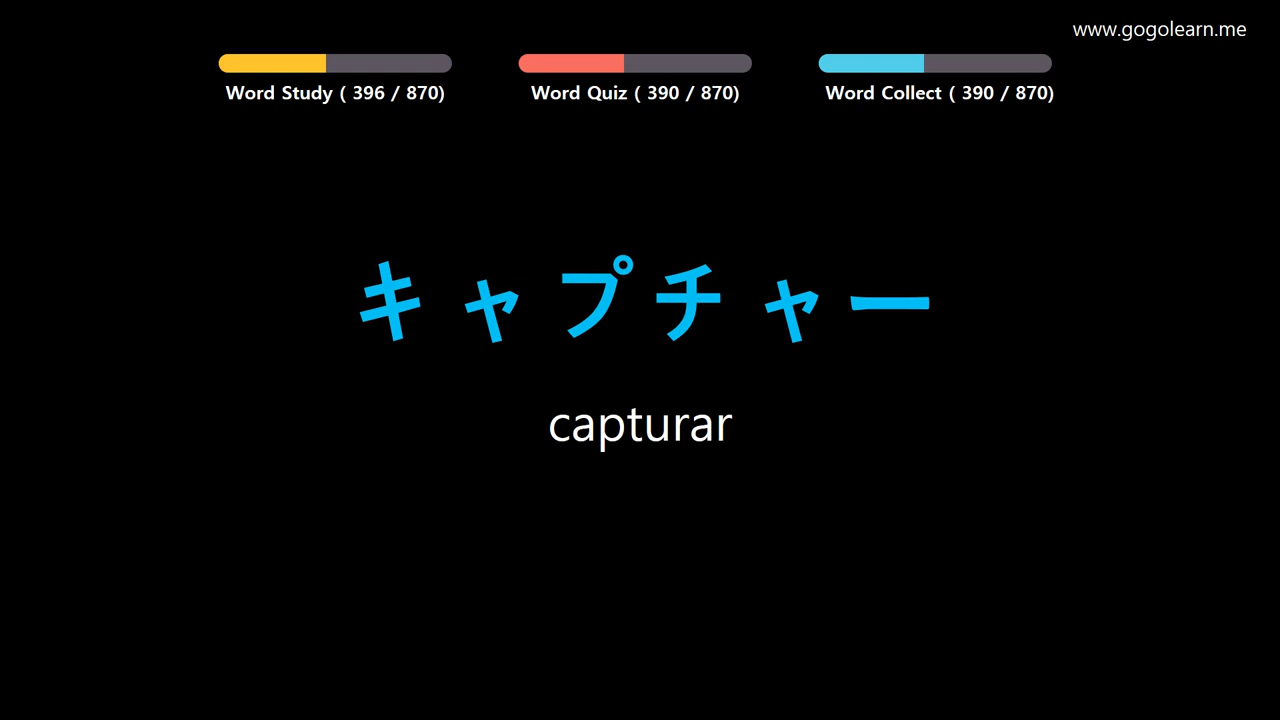 www.gogolearn.me
Word Study ( 396 / 870)
Word Quiz ( 390 / 870)
Word Collect ( 390 / 870)
キャプチャー
capturar